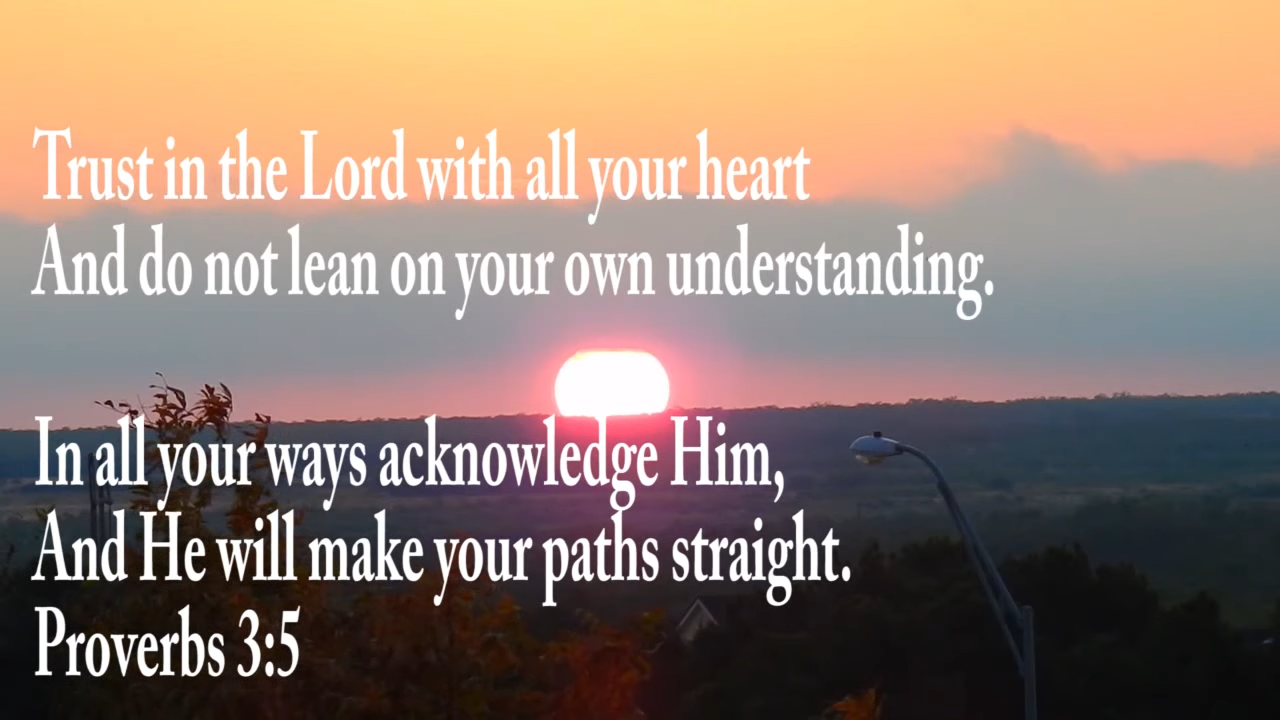 Trust in the Lord with all your heart
And do not lean on your own understanding.
In all your ways acknowledge Him,
And He will make your paths straight.
Proverbs 3:5